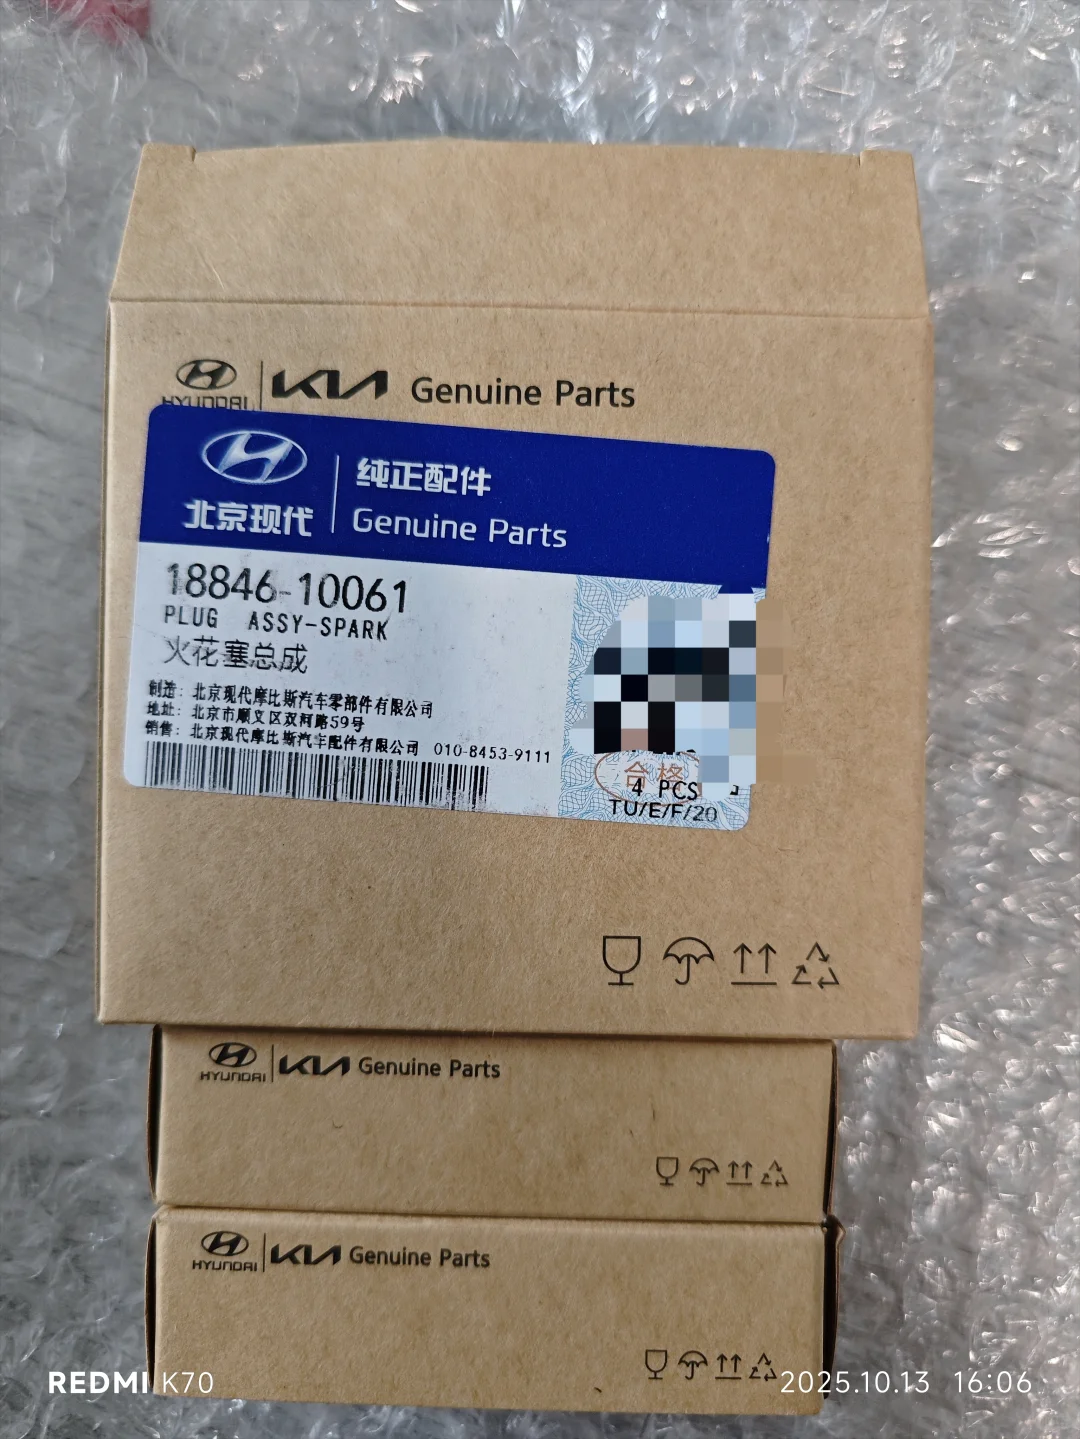 HYUNDAI KIA Genuine Parts
纯正配件
北京现代 Genuine Parts
18846-10061
PLUG ASSY-SPARK
火花塞总成
制造：北京现代摩比斯汽车零部件有限公司
地址：北京市顺义区双河路59号
销售：北京现代摩比斯汽车配件有限公司 010-8453-9111
合格
4 PCS
TU/E/F/20
HYUNDAI KIA Genuine Parts
HYUNDAI KIA Genuine Parts
REDMI K70
2025.10.13 16:06